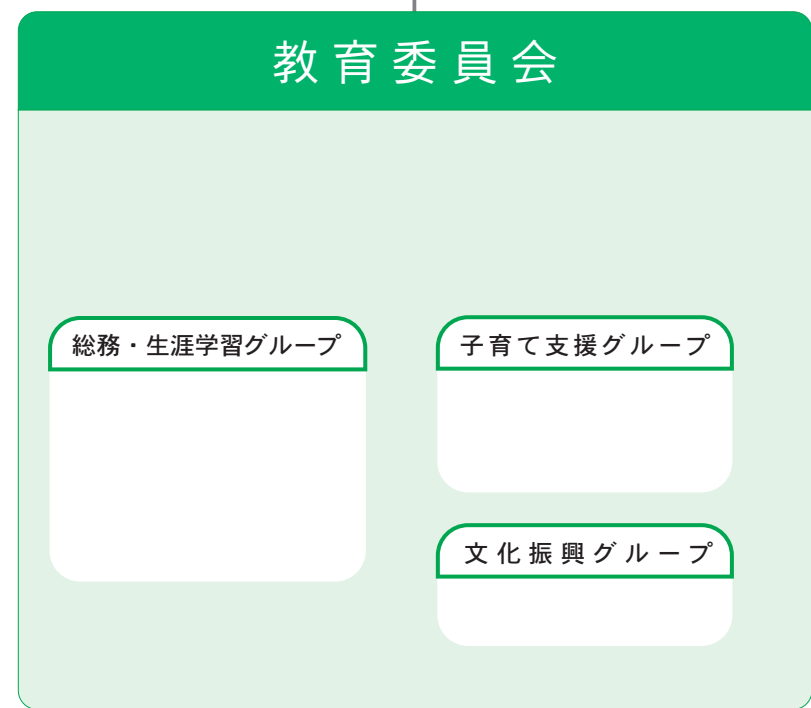 教育委員会
総務・生涯学習グループ
子育て支援グループ
文化振興グループ